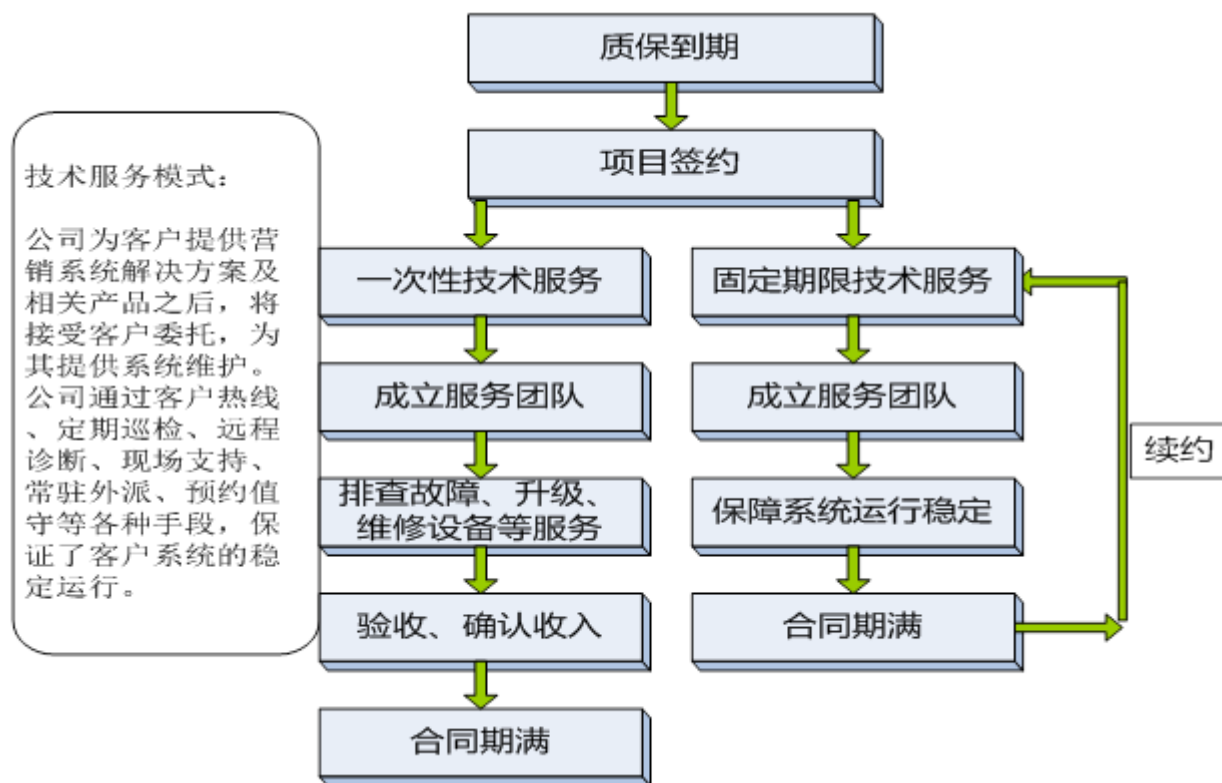 质保到期
项目签约
技术服务模式：
公司为客户提供营
销系统解决方案及
相关产品之后，将
接受客户委托，为
其提供系统维护。
公司通过客户热线
、定期巡检、远程
诊断、现场支持、
常驻外派、预约值
守等各种手段，保
证了客户系统的稳
定运行。
一次性技术服务
成立服务团队
排查故障、升级、
维修设备等服务
验收、确认收入
合同期满
固定期限技术服务
成立服务团队
保障系统运行稳定
合同期满
续约